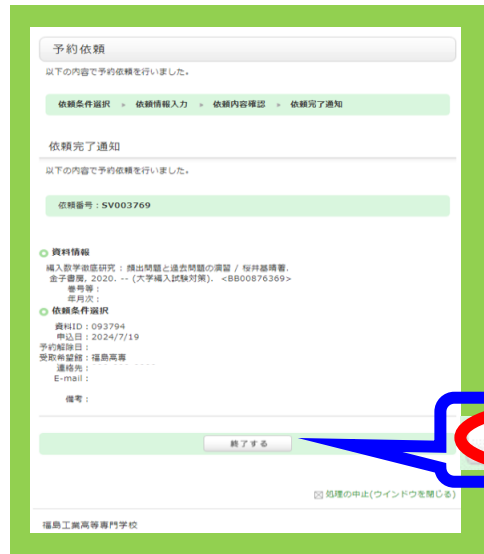 予約依頼
以下の内容で予約依頼を行いました。
依頼条件選択 » 依頼情報入力 » 依頼内容確認 » 依頼完了通知
依頼完了通知
以下の内容で予約依頼を行いました。
依頼番号：SV003769
資料情報
編入数学徹底研究 : 頻出問題と過去問題の演習 / 桜井基晴著.
金子書房, 2020. -- (大学編入試験対策). <BB00876369>
巻号等：
年月次：
依頼条件選択
資料ID：093794
申込日：2024/7/19
予約解除日：
受取希望館：福島高専
連絡先：
E-mail：
備考：
終了する
処理の中止(ウインドウを閉じる)
福島工業高等専門学校